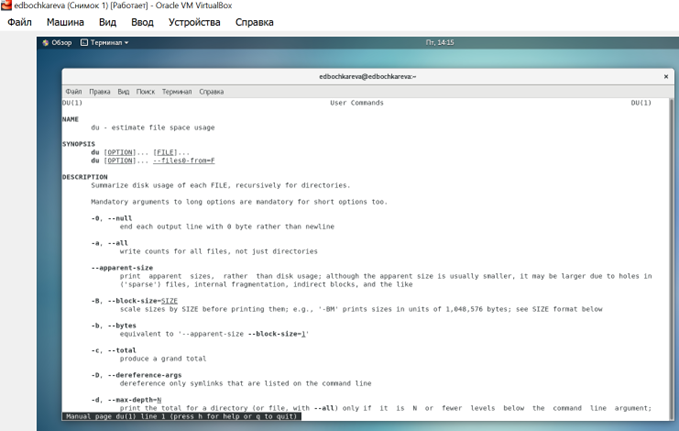 edbochkareva (Снимок 1) [Работает] - Oracle VM VirtualBox
Файл Машина Вид Ввод Устройства Справка
Обзор Терминал Пт, 14:15
edbochkareva@edbochkareva:~
Файл Правка Вид Поиск Терминал Справка
DU(1) User Commands DU(1)
NAME
du - estimate file space usage
SYNOPSIS
du [OPTION]... [FILE]...
du [OPTION]... --files0-from=F
DESCRIPTION
Summarize disk usage of each FILE, recursively for directories.
Mandatory arguments to long options are mandatory for short options too.
-0, --null
end each output line with 0 byte rather than newline
-a, --all
write counts for all files, not just directories
--apparent-size
print apparent sizes, rather than disk usage; although the apparent size is usually smaller, it may be larger due to holes in
('sparse') files, internal fragmentation, indirect blocks, and the like
-B, --block-size=SIZE
scale sizes by SIZE before printing them; e.g., '-BM' prints sizes in units of 1,048,576 bytes; see SIZE format below
-b, --bytes
equivalent to '--apparent-size --block-size=1'
-c, --total
produce a grand total
-D, --dereference-args
dereference only symlinks that are listed on the command line
-d, --max-depth=N
print the total for a directory (or file, with --all) only if it is N or fewer levels below the command line argument;
Manual page du(1) line 1 (press h for help or q to quit)